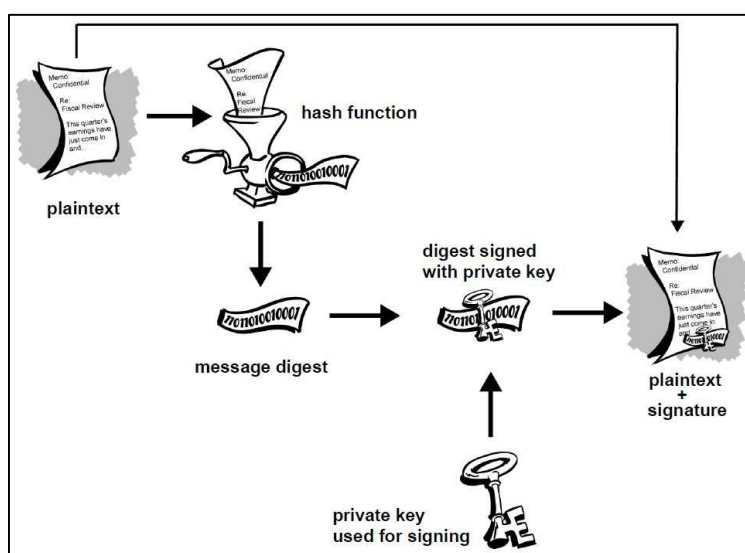 Memo:
Confidential
Re:
Fiscal Review
This quarter's
earnings have
just come in
and...
plaintext
Memo:
Confidential
Re:
Fiscal
Review
hash function
11011010010001
message digest
11011010010001
digest signed
with private key
private key
used for signing
Memo:
Confidential
Re:
Fiscal Review
This quarter's
earnings have
just come in
and
plaintext
+
signature